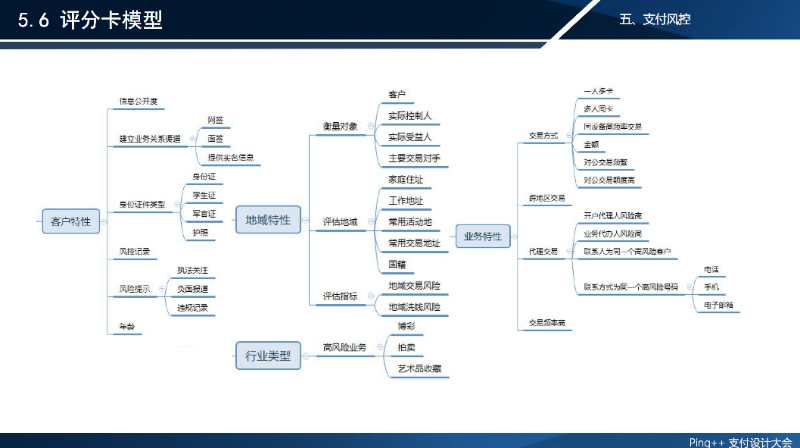 5.6 评分卡模型
五、支付风控
客户特性
信息公开度
建立业务关系渠道
网签
面签
提供实名信息
身份证件类型
身份证
学生证
军官证
护照
风控记录
风险提示
执法关注
负面报道
违规记录
年龄
地域特性
衡量对象
客户
实际控制人
实际受益人
主要交易对手
评估地域
家庭住址
工作地址
常用活动地
常用交易地址
国籍
评估指标
地域交易风险
地域洗钱风险
行业类型
高风险业务
博彩
拍卖
艺术品收藏
业务特性
交易方式
一人多卡
多人同卡
同设备高频率交易
金额
对公交易频繁
对公交易额度高
跨地区交易
代理交易
开户代理人风险高
业务代办人风险高
联系人为同一个高风险客户
联系方式为同一个高风险号码
电话
手机
电子邮箱
交易频率高
Ping++ 支付设计大会